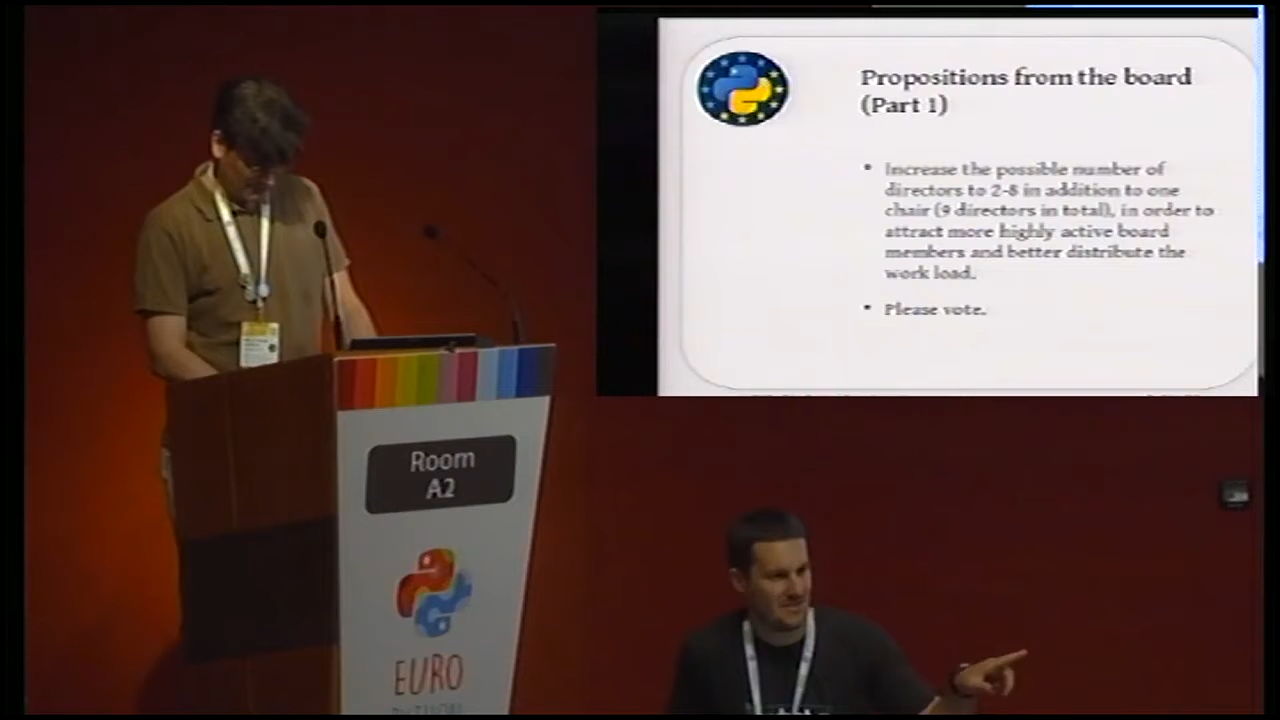 Propositions from the board
(Part 1)
• Increase the possible number of
directors to 2-8 in addition to one
chair (9 directors in total), in order to
attract more highly active board
members and better distribute the
work load.
• Please vote.
Room
A2
EURO
PYTHON